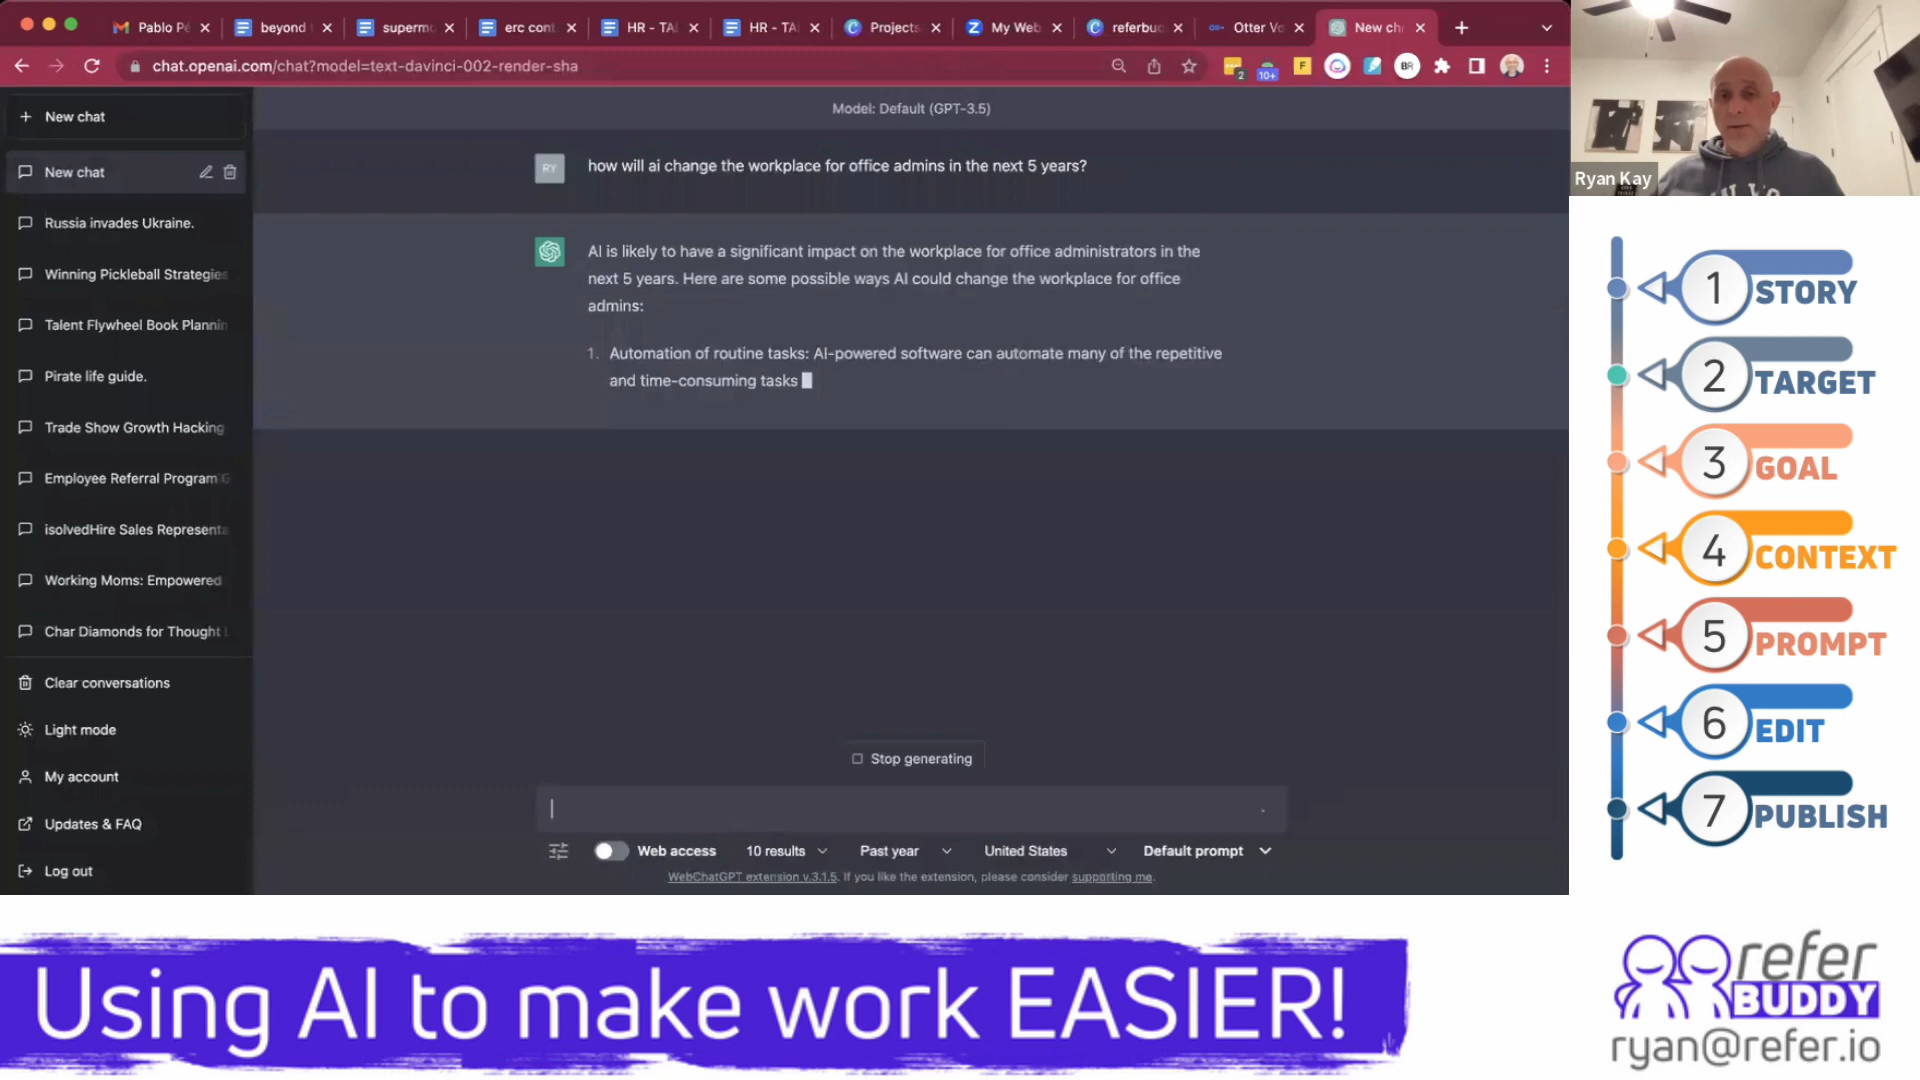 Pablo Pe
beyond
superm
erc cont
HR - TA
HR - TA
Projects
My Web
referbud
Otter Vo
New ch
chat.openai.com/chat?model=text-davinci-002-render-sha
2
10+
F
BR
New chat
New chat
Russia invades Ukraine.
Winning Pickleball Strategies
Talent Flywheel Book Plannin
Pirate life guide.
Trade Show Growth Hacking
Employee Referral Program G
isolvedHire Sales Representa
Working Moms: Empowered
Char Diamonds for Thought L
Clear conversations
Light mode
My account
Updates & FAQ
Log out
Model: Default (GPT-3.5)
RY
how will ai change the workplace for office admins in the next 5 years?
AI is likely to have a significant impact on the workplace for office administrators in the
next 5 years. Here are some possible ways AI could change the workplace for office
admins:
1. Automation of routine tasks: AI-powered software can automate many of the repetitive
and time-consuming tasks
Stop generating
Web access
10 results
Past year
United States
Default prompt
WebChatGPT extension v.3.1.5. If you like the extension, please consider supporting me.
Ryan Kay
1 STORY
2 TARGET
3 GOAL
4 CONTEXT
5 PROMPT
6 EDIT
7 PUBLISH
Using AI to make work EASIER!
refer
BUDDY
ryan@refer.io